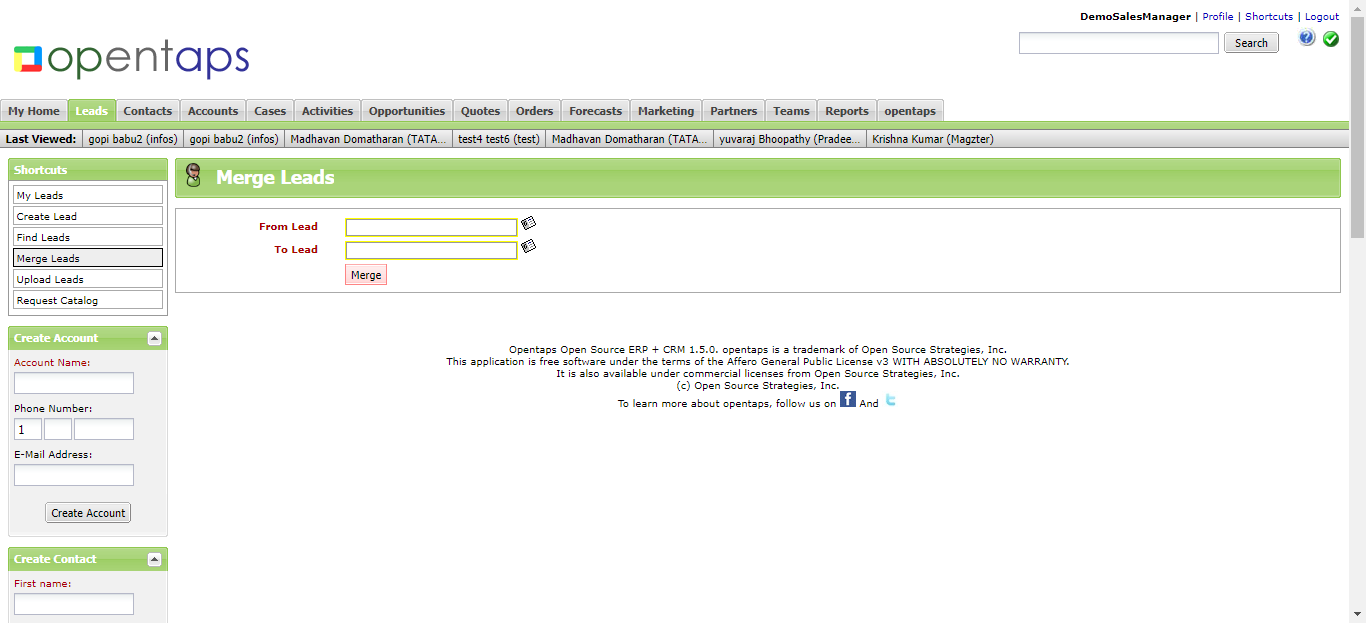 DemoSalesManager | Profile | Shortcuts | Logout
opentaps
Search
My Home Leads Contacts Accounts Cases Activities Opportunities Quotes Orders Forecasts Marketing Partners Teams Reports opentaps
Last Viewed: gopi babu2 (infos) gopi babu2 (infos) Madhavan Domatharan (TATA... test4 test6 (test) Madhavan Domatharan (TATA... yuvaraj Bhoopathy (Pradee... Krishna Kumar (Magzter)
Shortcuts
My Leads
Create Lead
Find Leads
Merge Leads
Upload Leads
Request Catalog
Create Account
Account Name:
Phone Number:
1
E-Mail Address:
Create Account
Create Contact
First name:
Merge Leads
From Lead
To Lead
Merge
Opentaps Open Source ERP + CRM 1.5.0. opentaps is a trademark of Open Source Strategies, Inc.
This application is free software under the terms of the Affero General Public License v3 WITH ABSOLUTELY NO WARRANTY.
It is also available under commercial licenses from Open Source Strategies, Inc.
(c) Open Source Strategies, Inc.
To learn more about opentaps, follow us on f And t